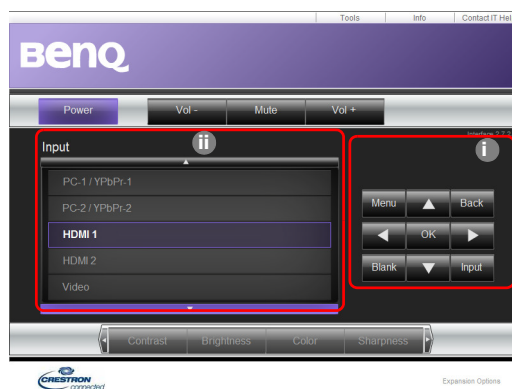 Tools Info Contact IT Hel
BenQ
Power Vol - Mute Vol +
Interface 2.7.2
ii
i
Input
PC-1 / YPbPr-1
PC-2 / YPbPr-2
HDMI 1
HDMI 2
Video
Menu Back
OK
Blank Input
Contrast Brightness Color Sharpness
CRESTRON
connected
Expansion Options